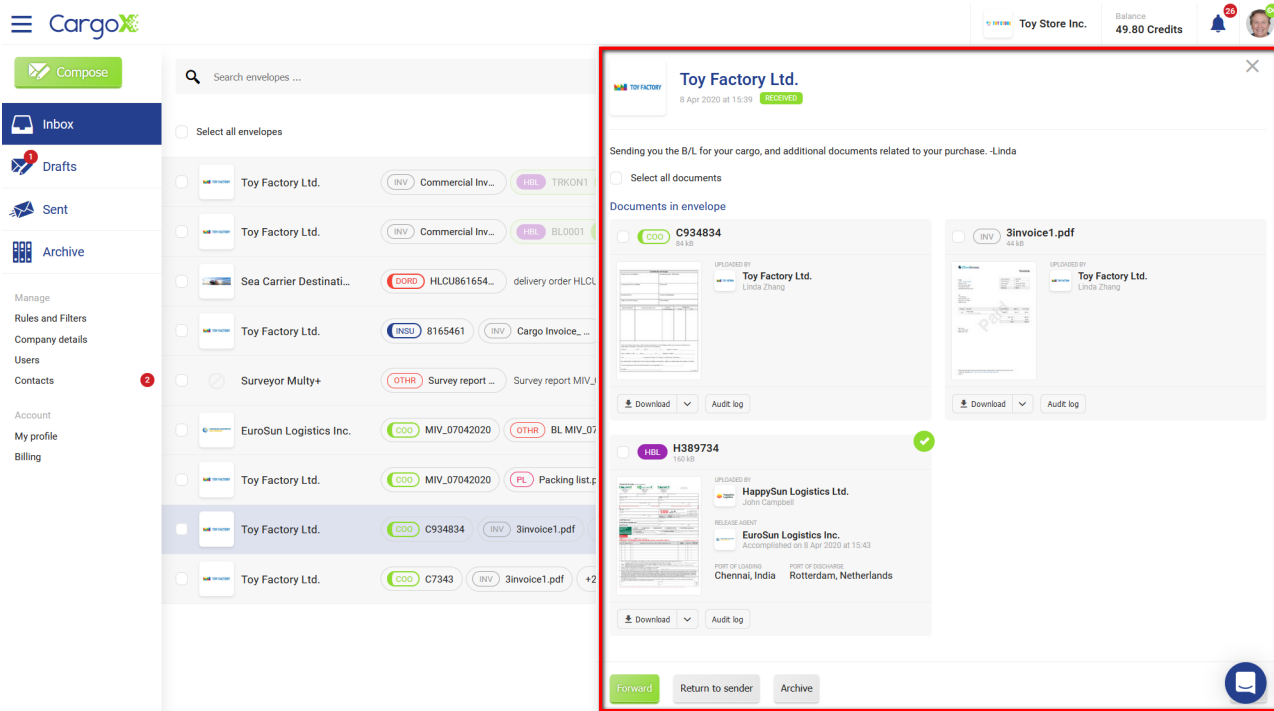 CargoX
Toy Store Inc.
Balance
49.80 Credits
26
Compose
Inbox
1
Drafts
Sent
Archive
Manage
Rules and Filters
Company details
Users
Contacts
2
Account
My profile
Billing
Search envelopes ...
Select all envelopes
Toy Factory Ltd. INV Commercial Inv... HBL TRKON1
Toy Factory Ltd. INV Commercial Inv... HBL BL0001
Sea Carrier Destinati... DORD HLCU861654... delivery order HLCU
Toy Factory Ltd. INSU 8165461 INV Cargo Invoice_ ...
Surveyor Multy+ OTHR Survey report ... Survey report MIV_
EuroSun Logistics Inc. COO MIV_07042020 OTHR BL MIV_07
Toy Factory Ltd. COO MIV_07042020 PL Packing list.p
Toy Factory Ltd. COO C934834 INV 3invoice1.pdf
Toy Factory Ltd. COO C7343 INV 3invoice1.pdf +2
TOY FACTORY
Toy Factory Ltd.
8 Apr 2020 at 15:39 RECEIVED
Sending you the B/L for your cargo, and additional documents related to your purchase. -Linda
Select all documents
Documents in envelope
COO C934834
84 kB
UPLOADED BY
Toy Factory Ltd.
Linda Zhang
Download
Audit log
INV 3invoice1.pdf
44 kB
UPLOADED BY
Toy Factory Ltd.
Linda Zhang
Paid
Download
Audit log
HBL H389734
160 kB
UPLOADED BY
HappySun Logistics Ltd.
John Campbell
RELEASE AGENT
EuroSun Logistics Inc.
Accomplished on 8 Apr 2020 at 15:43
PORT OF LOADING PORT OF DISCHARGE
Chennai, India Rotterdam, Netherlands
Download
Audit log
Forward
Return to sender
Archive